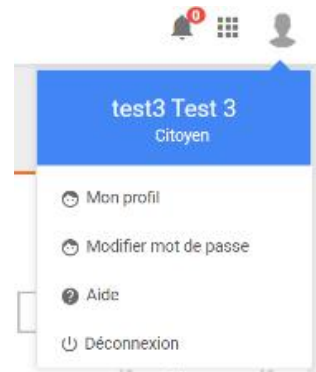 0
test3 Test 3
Citoyen
Mon profil
Modifier mot de passe
Aide
Déconnexion